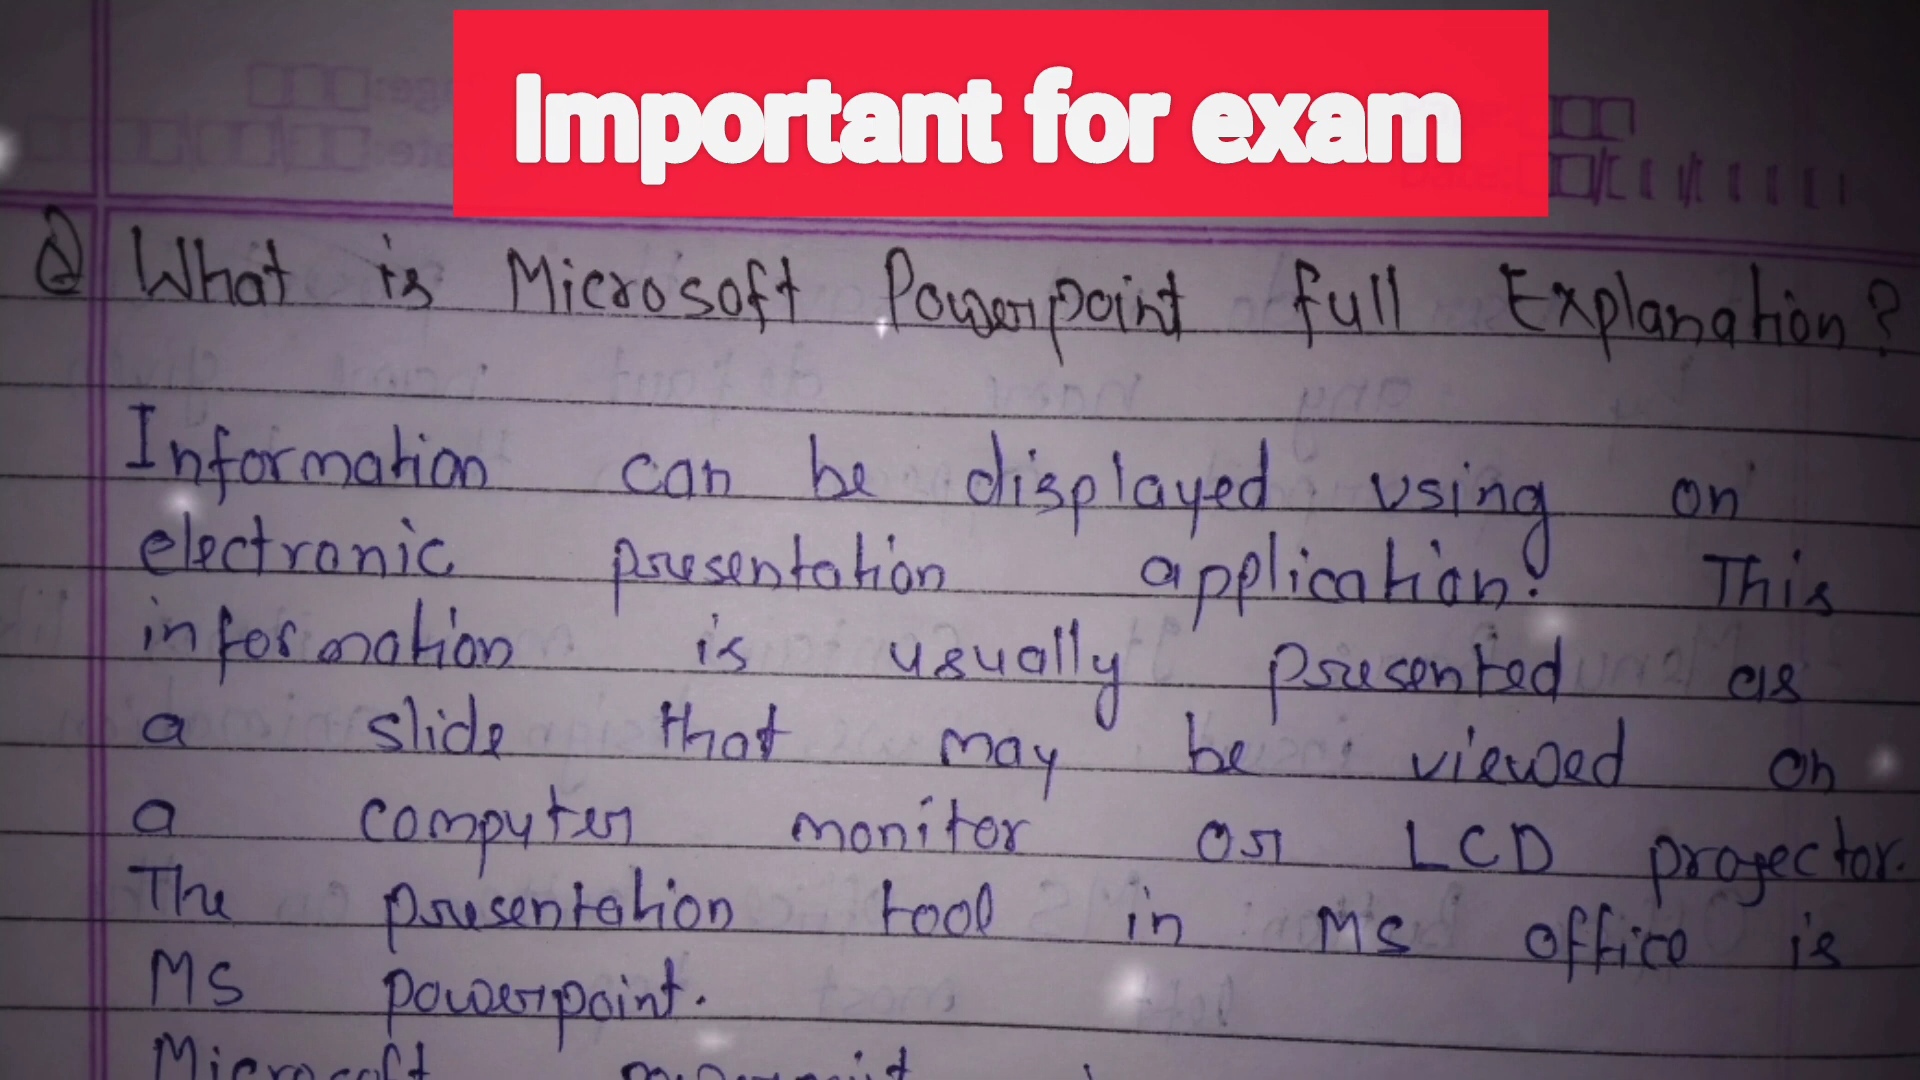 Important for exam
Q What is Microsoft Powerpoint full Explanation?
Information can be displayed using on
electronic presentation application. This
information is usually presented as
a slide that may be viewed on
a computer monitor or LCD projector.
The presentation tool in MS office is
MS powerpoint.
Microsoft